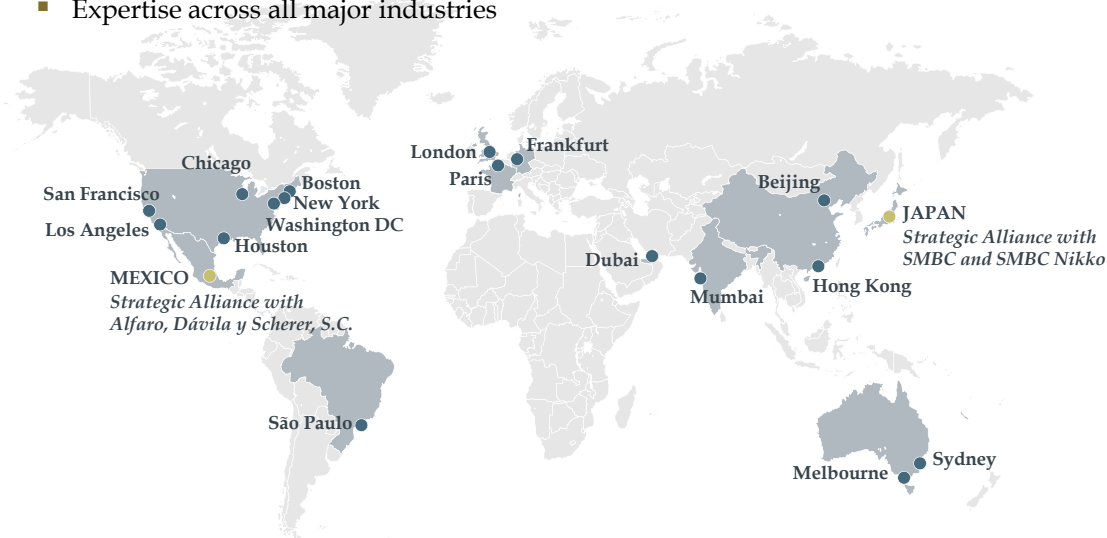 ▪ Expertise across all major industries
Chicago
Boston
San Francisco
New York
Los Angeles
Washington DC
Houston
MEXICO
Strategic Alliance with
Alfaro, Dávila y Scherer, S.C.
São Paulo
London
Frankfurt
Paris
Dubai
Mumbai
Beijing
JAPAN
Strategic Alliance with
SMBC and SMBC Nikko
Hong Kong
Sydney
Melbourne